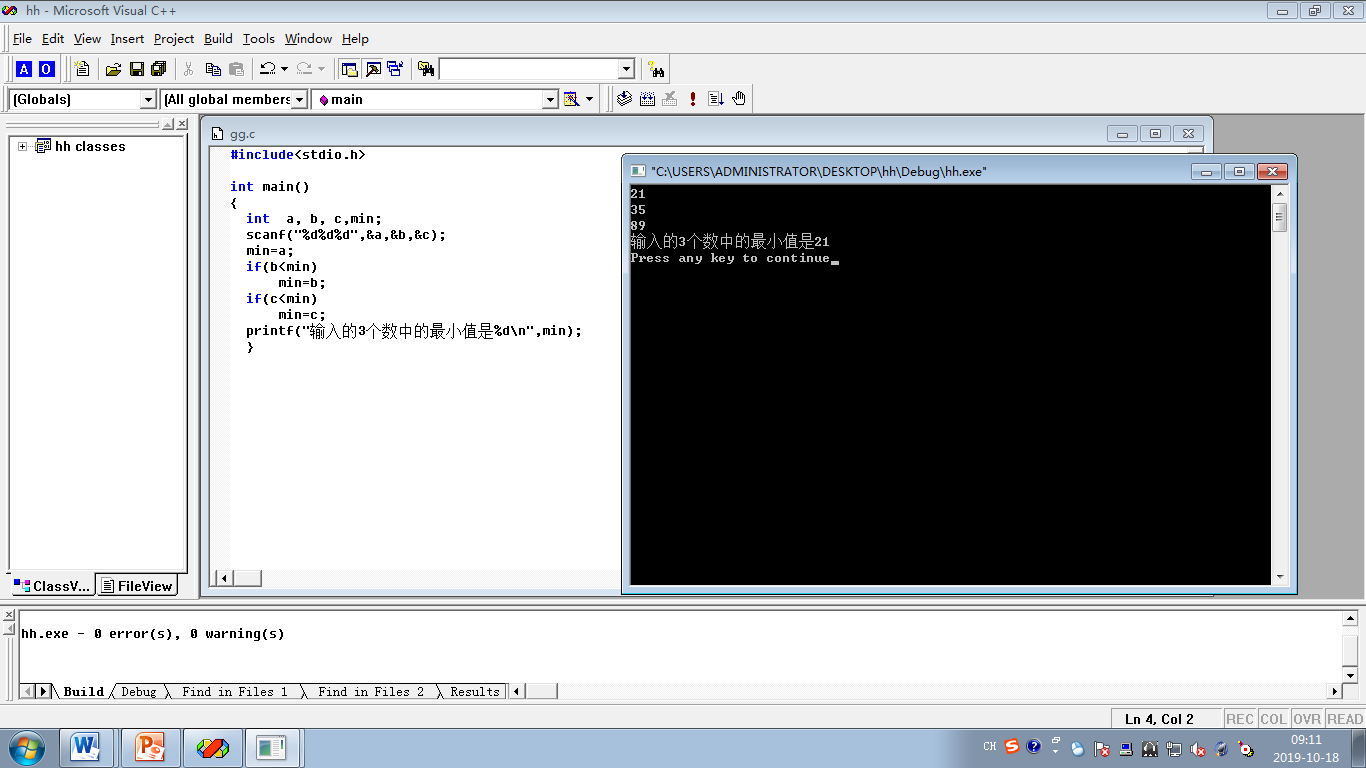 hh - Microsoft Visual C++
File Edit View Insert Project Build Tools Window Help
A O
(Globals) (All global members main
gg.c
hh classes
#include<stdio.h>
int main()
{
int  a, b, c,min;
scanf("%d%d%d",&a,&b,&c);
min=a;
if(b<min)
min=b;
if(c<min)
min=c;
printf("输入的3个数中的最小值是%d\n",min);
}
"C:\USERS\ADMINISTRATOR\DESKTOP\hh\Debug\hh.exe"
21
35
89
输入的3个数中的最小值是21
Press any key to continue
ClassV... FileView
hh.exe - 0 error(s), 0 warning(s)
Build Debug Find in Files 1 Find in Files 2 Results
Ln 4, Col 2 REC COL OVR READ
W P CH S 09:11
2019-10-18